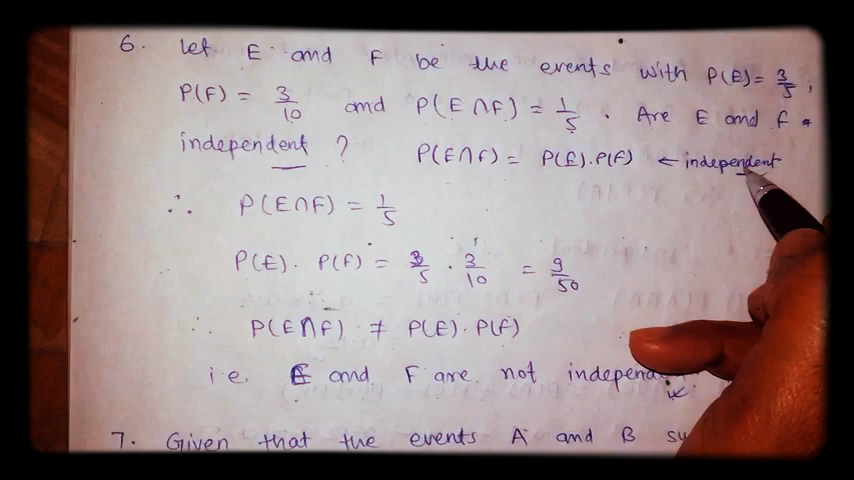 6. Let E and F be the events with P(E) = 3/5,
P(F) = 3/10 and P(E ∩ F) = 1/5. Are E and F
independent ? P(E∩F) = P(E).P(F) ← independent
∴ P(E∩F) = 1/5
P(E). P(F) = 3/5 . 3/10 = 9/50
∴ P(E∩F) ≠ P(E).P(F)
i.e. E and F are not
7. Given that the events A and B